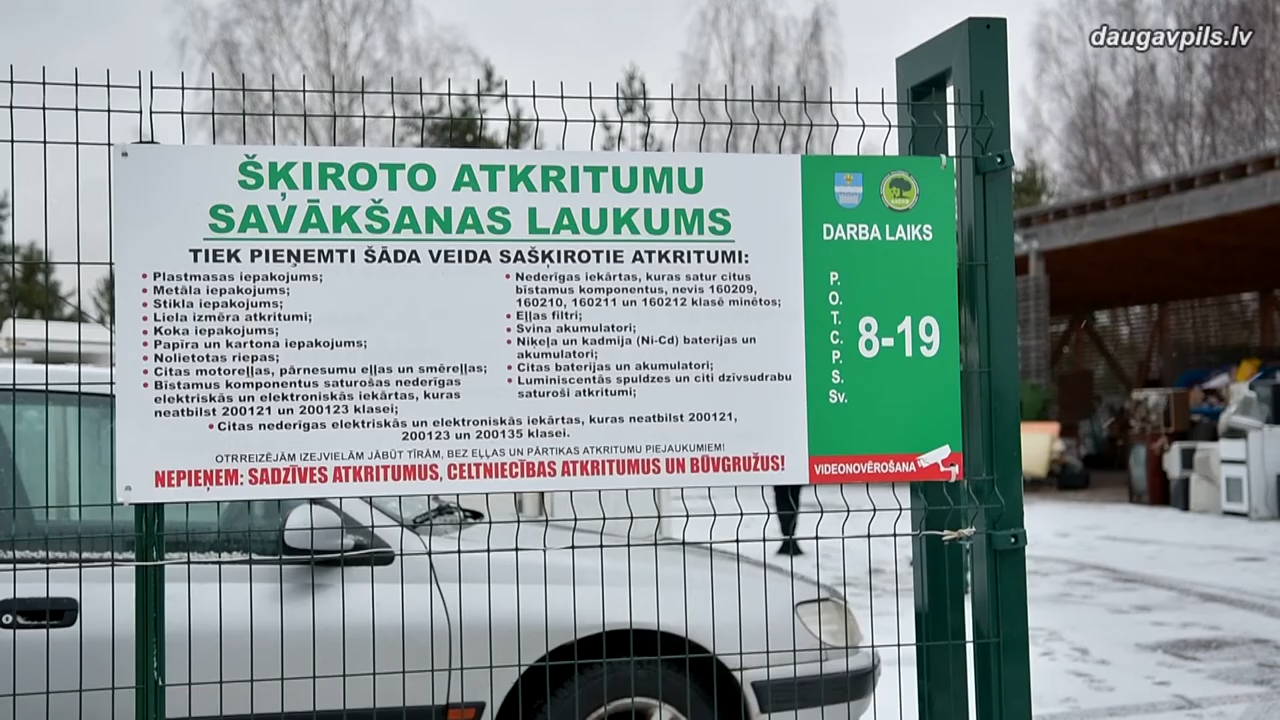 daugavpils.lv
ŠĶIROTO ATKRITUMU
SAVĀKŠANAS LAUKUMS
TIEK PIEŅEMTI ŠĀDA VEIDA SAŠĶIROTIE ATKRITUMI:
• Plastmasas iepakojums;
• Metāla iepakojums;
• Stikla iepakojums;
• Liela izmēra atkritumi;
• Koka iepakojums;
• Papīra un kartona iepakojums;
• Nolietotas riepas;
• Citas motoreļļas, pārnesumu eļļas un smēreļļas;
• Bīstamus komponentus saturošas nederīgas
elektriskās un elektroniskās iekārtas, kuras
neatbilst 200121 un 200123 klasei;
• Nederīgas iekārtas, kuras satur citus
bīstamus komponentus, nevis 160209,
160210, 160211 un 160212 klasē minētos;
• Eļļas filtri;
• Svina akumulatori;
• Niķeļa un kadmija (Ni-Cd) baterijas un
akumulatori;
• Citas baterijas un akumulatori;
• Luminiscentās spuldzes un citi dzīvsudrabu
saturoši atkritumi;
• Citas nederīgas elektriskās un elektroniskās iekārtas, kuras neatbilst 200121,
200123 un 200135 klasei.
OTRREIZĒJĀM IZEJVIELĀM JĀBŪT TĪRĀM, BEZ EĻĻAS UN PĀRTIKAS ATKRITUMU PIEJAUKUMIEM!
NEPIEŅEM: SADZĪVES ATKRITUMUS, CELTNIECĪBAS ATKRITUMUS UN BŪVGRUŽUS!
DARBA LAIKS
P.
O.
T.
C.
P.
S.
Sv.
8-19
VIDEONOVĒROŠANA